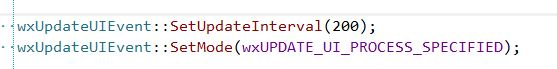 wxUpdateUIEvent::SetUpdateInterval(200);
wxUpdateUIEvent::SetMode(wxUPDATE_UI_PROCESS_SPECIFIED);